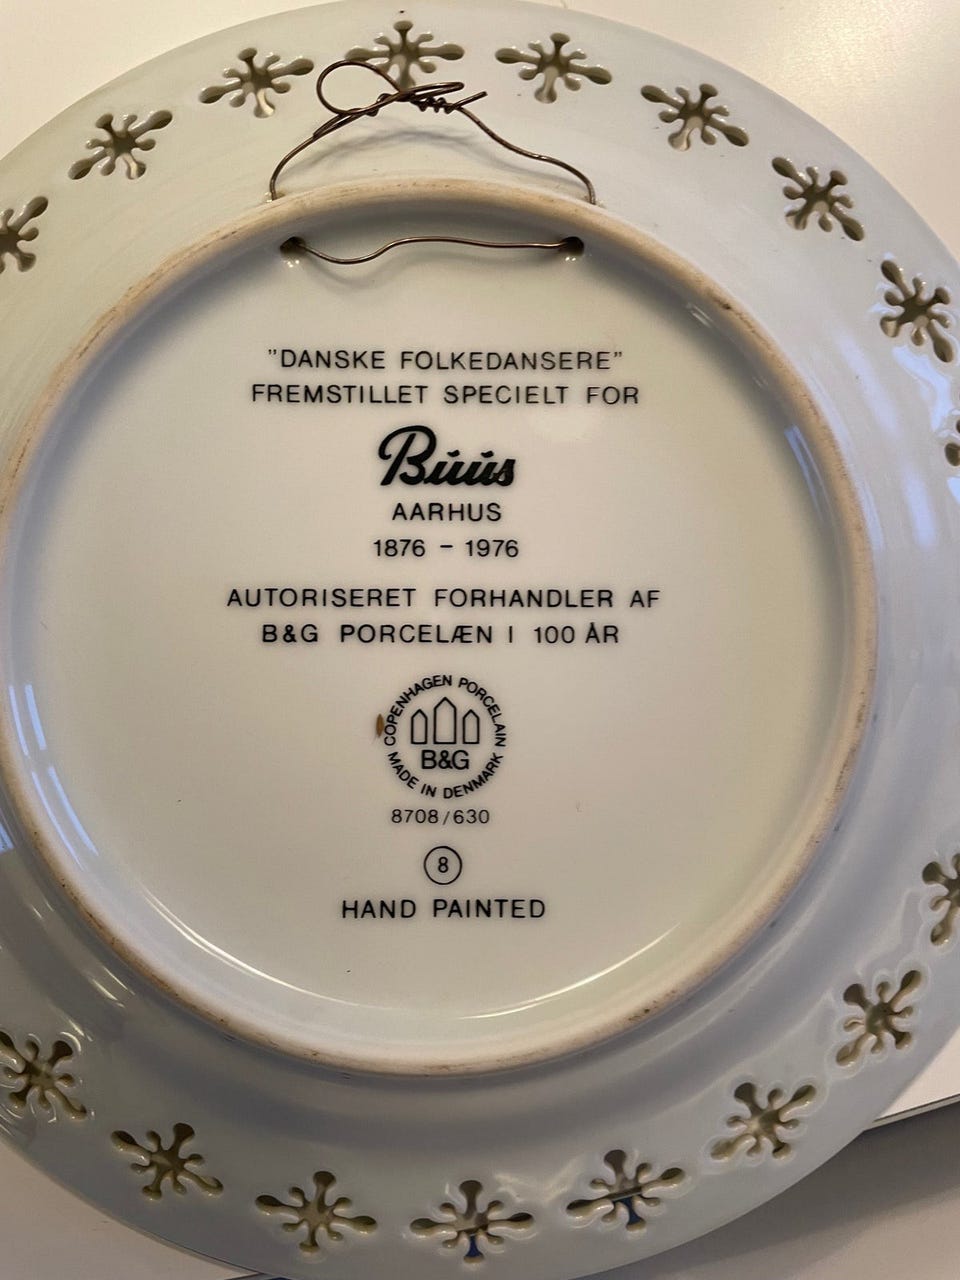 "DANSKE FOLKEDANSERE"
FREMSTILLET SPECIELT FOR
Búús
AARHUS
1876 - 1976
AUTORISERET FORHANDLER AF
B&G PORCELÆN I 100 ÅR
COPENHAGEN PORCELAIN
B&G
MADE IN DENMARK
8708/630
8
HAND PAINTED